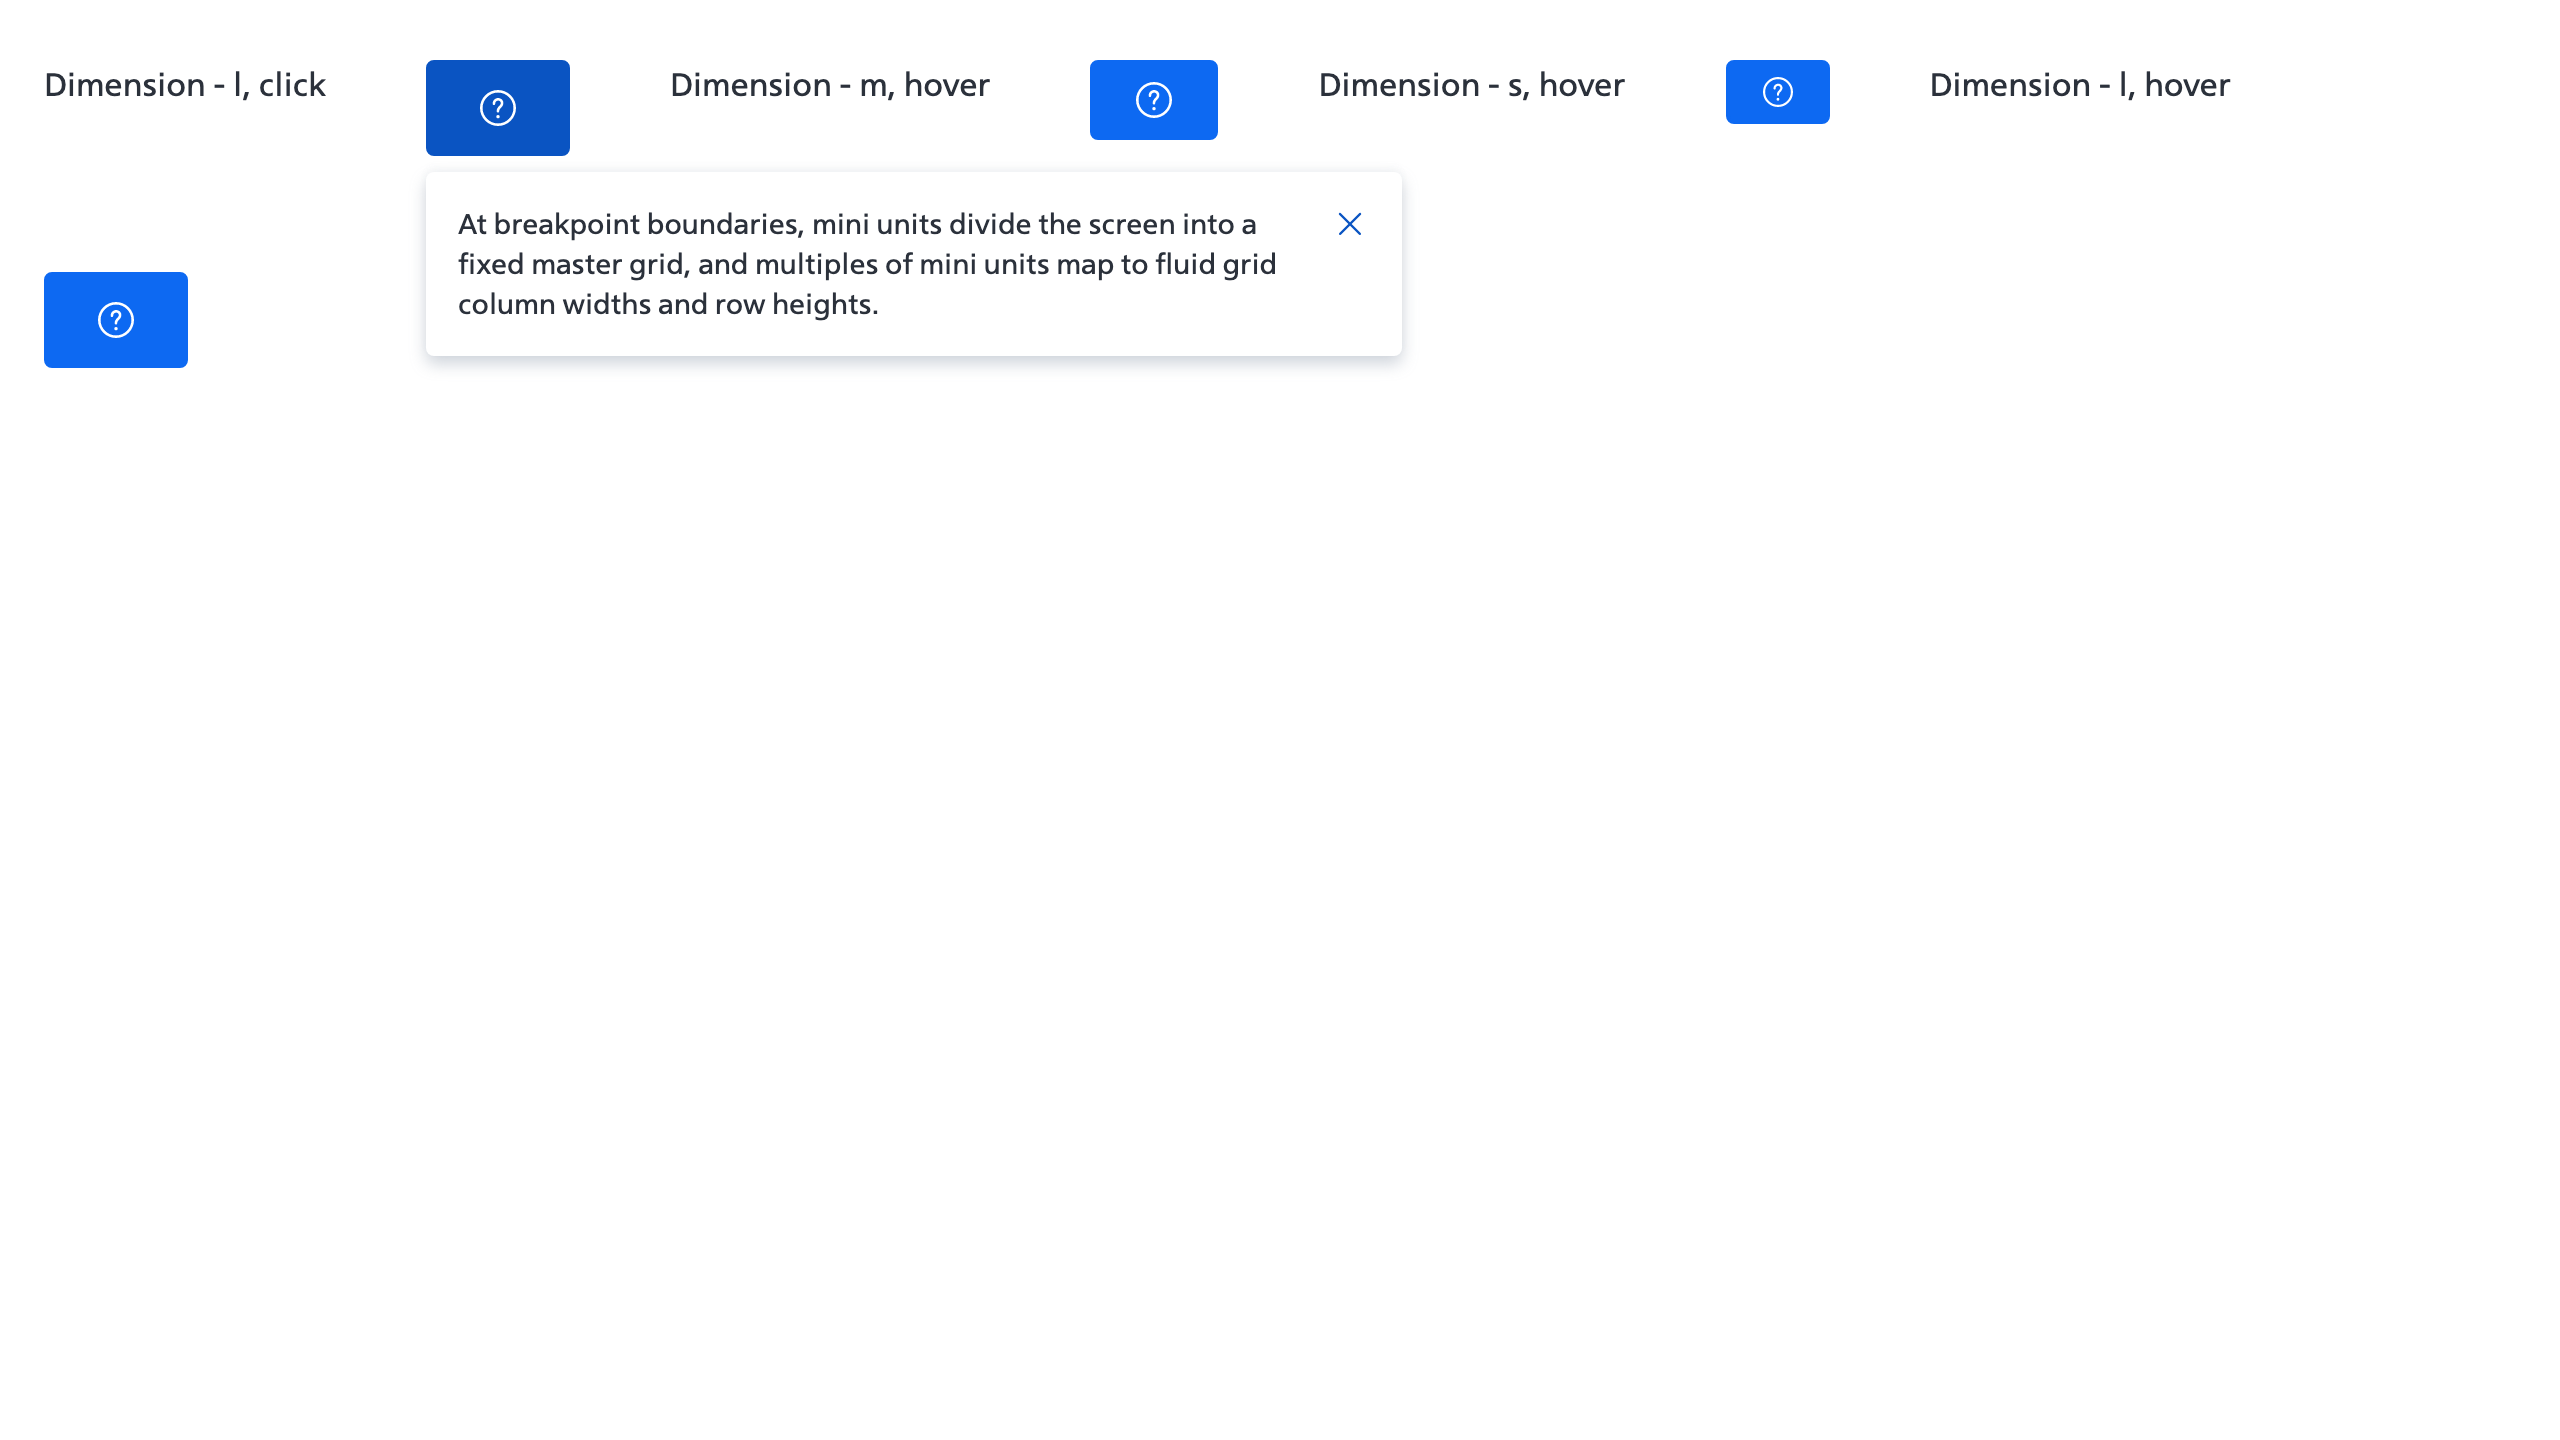 Dimension - l, click
Dimension - m, hover
Dimension - s, hover
Dimension - l, hover
At breakpoint boundaries, mini units divide the screen into a
fixed master grid, and multiples of mini units map to fluid grid
column widths and row heights.